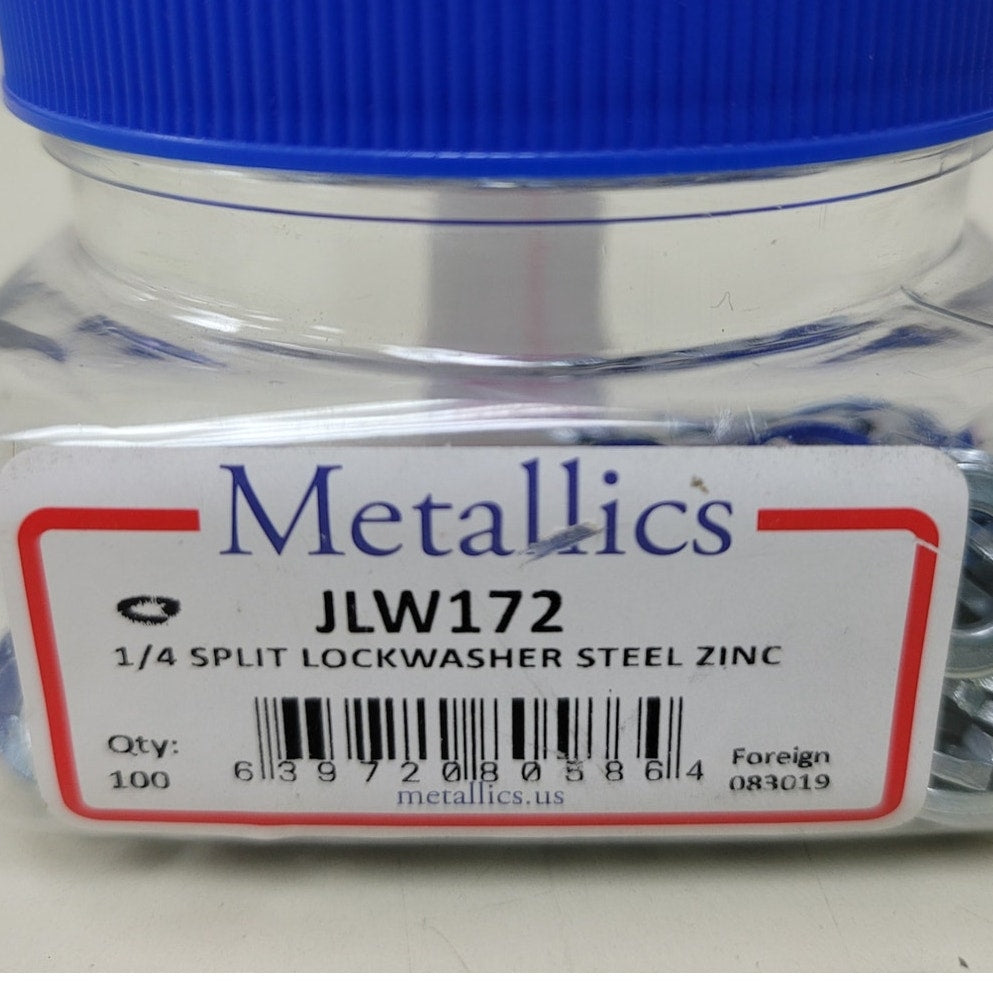 Metallics
JLW172
1/4 SPLIT LOCKWASHER STEEL ZINC
Qty:
100
6 39720 80586 4
Foreign
083019
metallics.us